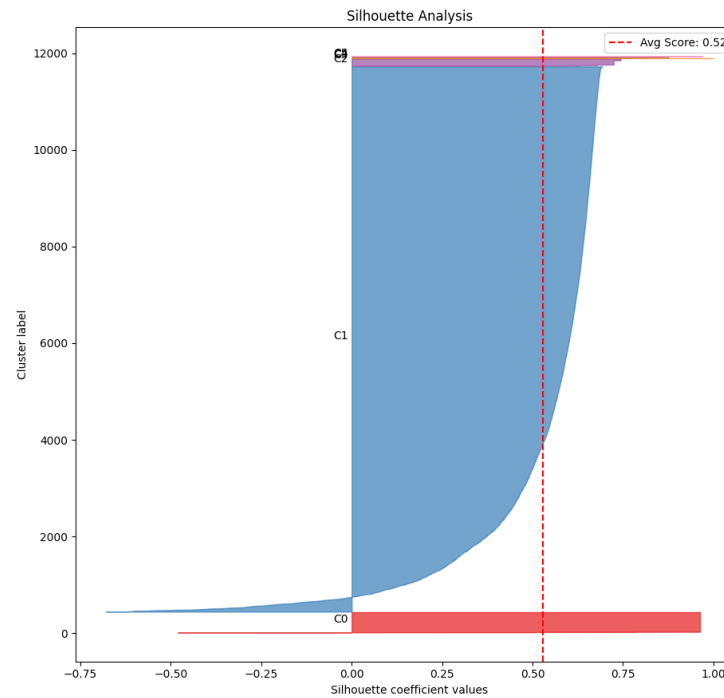 Silhouette Analysis
Avg Score: 0.52
12000
10000
8000
6000
4000
2000
0
Cluster label
C2
C1
C0
−0.75
−0.50
−0.25
0.00
0.25
0.50
0.75
1.00
Silhouette coefficient values